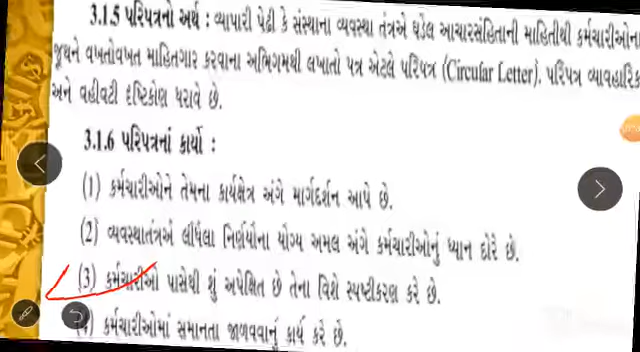 3.1.5 પરિપત્રનો અર્થ : વ્યાપારી પેઢી કે સંસ્થાના વ્યવસ્થા તંત્રએ ઘડેલ આચારસંહિતાની માહિતીથી કર્મચારીઓના
જૂથને વખતોવખત માહિતગાર કરવાના અભિગમથી લખાતો પત્ર એટલે પરિપત્ર (Circular Letter). પરિપત્ર વ્યાવહારિક
અને વહીવટી દૃષ્ટિકોણ ધરાવે છે.
3.1.6 પરિપત્રનાં કાર્યો :
(1) કર્મચારીઓને તેમના કાર્યક્ષેત્ર અંગે માર્ગદર્શન આપે છે.
(2) વ્યવસ્થાતંત્રએ લીધેલા નિર્ણયોના યોગ્ય અમલ અંગે કર્મચારીઓનું ધ્યાન દોરે છે.
(3) કર્મચારીઓ પાસેથી શું અપેક્ષિત છે તેના વિશે સ્પષ્ટીકરણ કરે છે.
કર્મચારીઓમાં સમાનતા જાળવવાનું કાર્ય કરે છે.